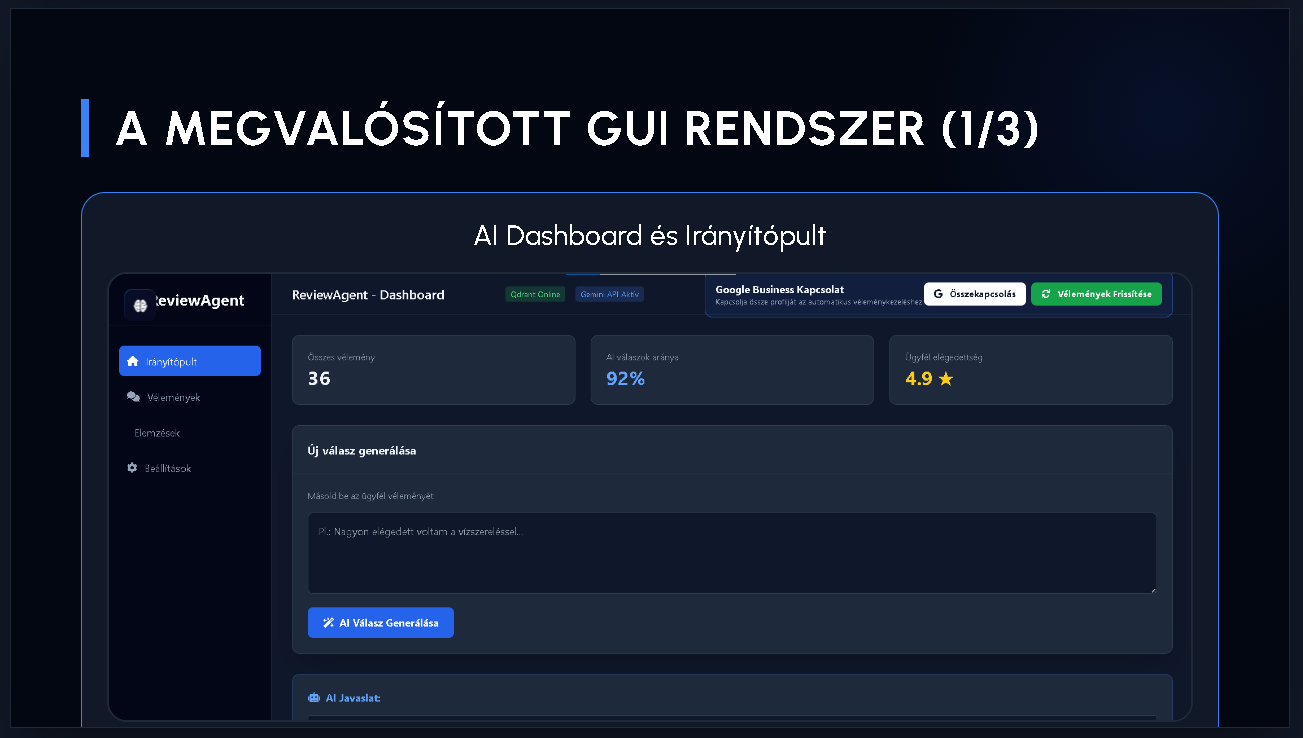 A MEGVALÓSÍTOTT GUI RENDSZER (1/3)
AI Dashboard és Irányítópult
ReviewAgent
Irányítópult
Vélemények
Elemzések
Beállítások
ReviewAgent - Dashboard
Qdrant Online
Gemini API Aktív
Google Business Kapcsolat
Kapcsolja össze profilját az automatikus véleménykezeléshez
Összekapcsolás
Vélemények Frissítése
Összes vélemény
36
AI válaszok aránya
92%
Ügyfél elégedettség
4.9 ★
Új válasz generálása
Másold be az ügyfél véleményét
Pl.: Nagyon elégedett voltam a vízszereléssel...
AI Válasz Generálása
AI Javaslat: